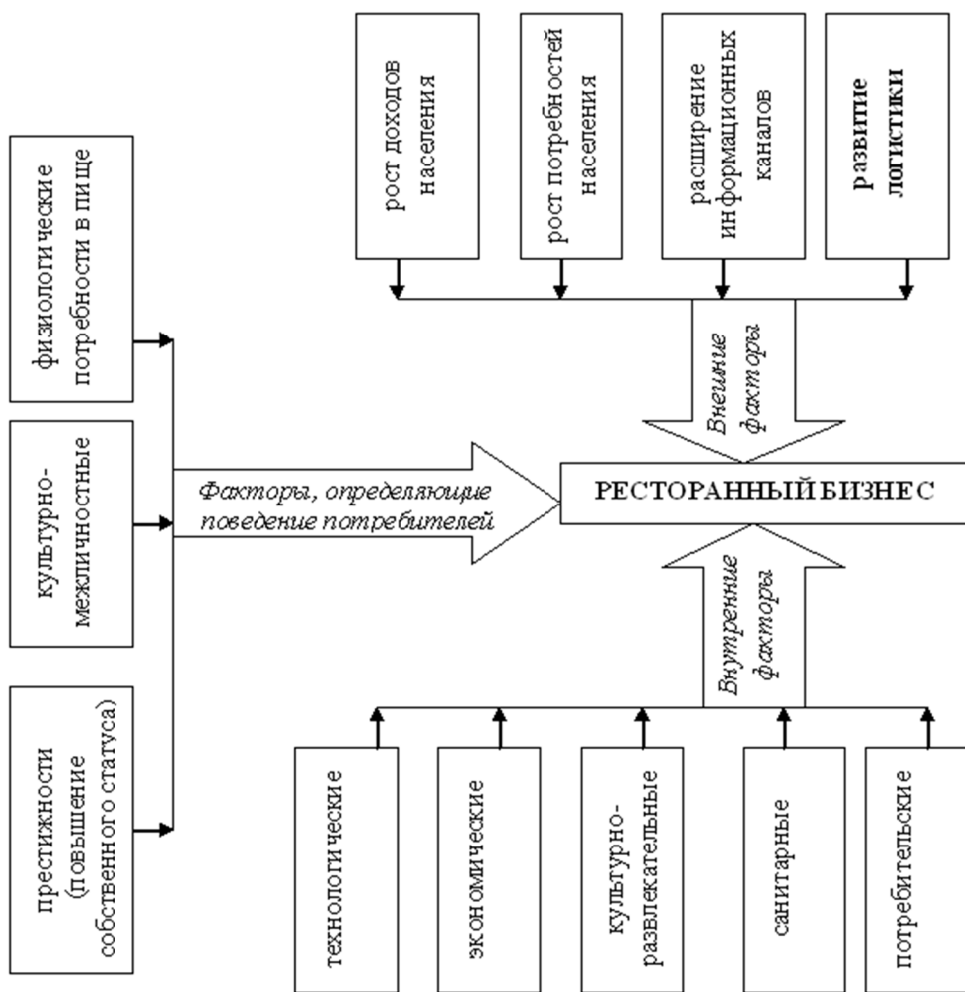 физиологические
потребности в пище
культурно-
межличностные
престижности
(повышение
собственного статуса)
Факторы, определяющие
поведение потребителей
рост доходов
населения
рост потребностей
населения
расширение
информационных
каналов
развитие
логистики
Внешние
факторы
РЕСТОРАННЫЙ БИЗНЕС
Внутренние
факторы
технологические
экономические
культурно-
развлекательные
санитарные
потребительские